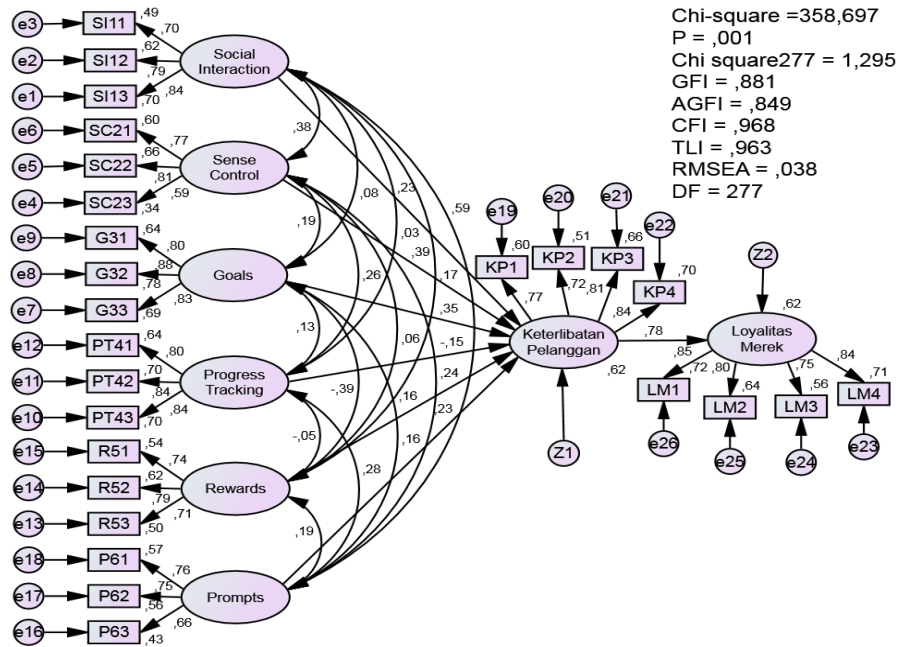 Chi-square =358,697
P = ,001
Chi square277 = 1,295
GFI = ,881
AGFI = ,849
CFI = ,968
TLI = ,963
RMSEA = ,038
DF = 277
e3 SI11 ,49 ,70
e2 SI12 ,62 ,79
e1 SI13 ,70 ,84
Social
Interaction
e6 SC21 ,60 ,77
e5 SC22 ,66 ,81
e4 SC23 ,34 ,59
Sense
Control
e9 G31 ,64 ,80
e8 G32 ,78 ,88
e7 G33 ,69 ,83
Goals
e12 PT41 ,64 ,80
e11 PT42 ,70 ,84
e10 PT43 ,70 ,84
Progress
Tracking
e15 R51 ,54 ,74
e14 R52 ,62 ,79
e13 R53 ,50 ,71
Rewards
e18 P61 ,57 ,76
e17 P62 ,56 ,75
e16 P63 ,43 ,66
Prompts
,38
,08
,23
,59
,19
,03
,39
,17
,26
,35
,13
,06
-,15
-,39
,24
,16
,23
-,05
,16
,28
,19
e19 e20 e21 e22
KP1 ,60 ,77
KP2 ,51 ,72
KP3 ,66 ,81
KP4 ,70 ,84
Keterlibatan
Pelanggan
,62
Z1
,78
Z2
,62
Loyalitas
Merek
,85 ,72 ,80 ,75 ,84
LM1
LM2 ,64
LM3 ,56
LM4 ,71
e26 e25 e24 e23